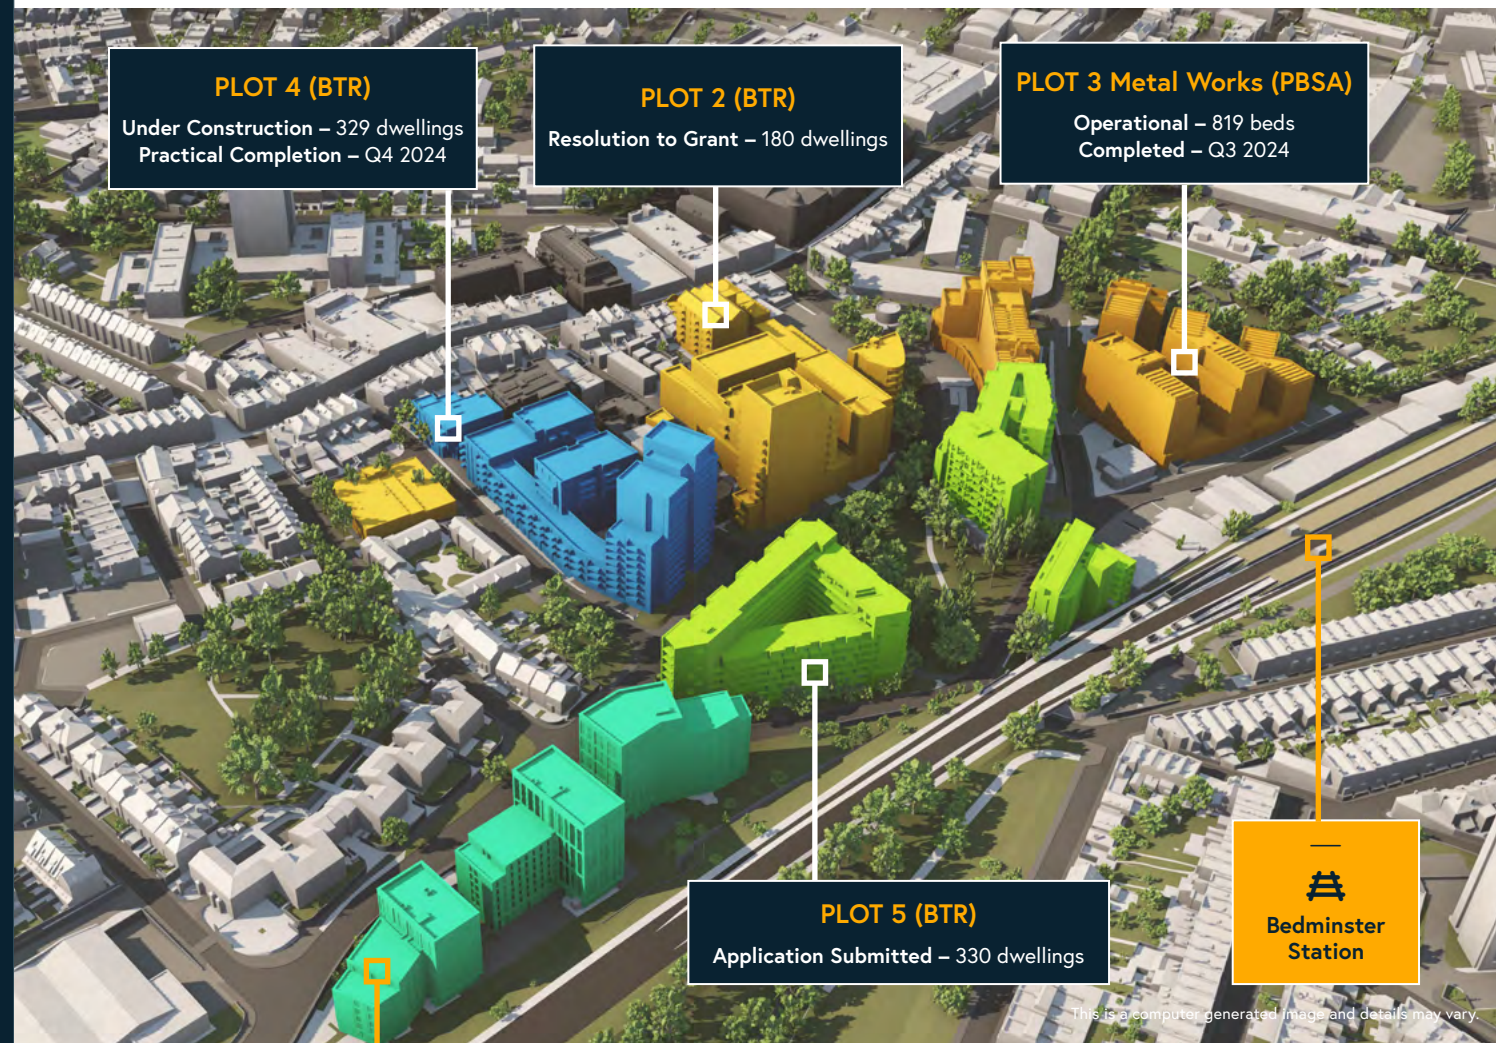 PLOT 4 (BTR)
Under Construction – 329 dwellings
Practical Completion – Q4 2024
PLOT 2 (BTR)
Resolution to Grant – 180 dwellings
PLOT 3 Metal Works (PBSA)
Operational – 819 beds
Completed – Q3 2024
PLOT 5 (BTR)
Application Submitted – 330 dwellings
Bedminster
Station
This is a computer generated image and details may vary.